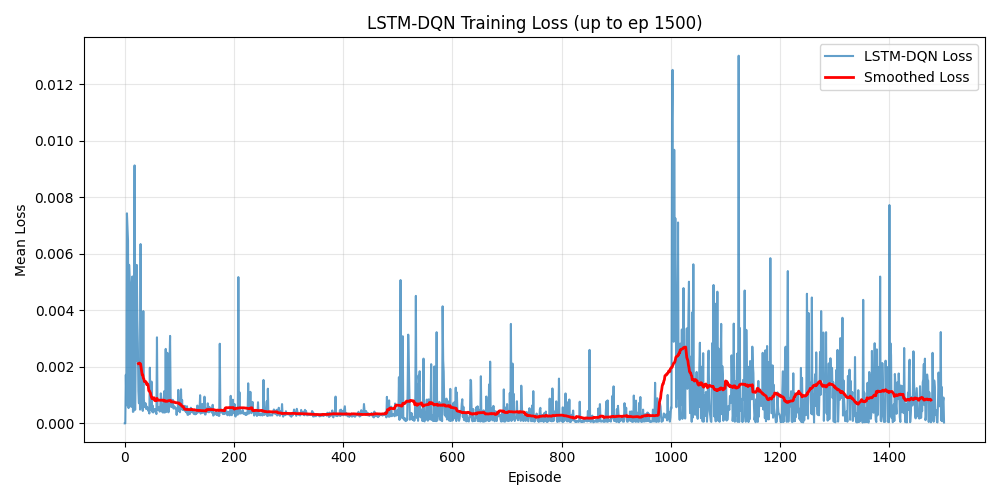 LSTM-DQN Training Loss (up to ep 1500)
LSTM-DQN Loss
Smoothed Loss
Mean Loss
0.012
0.010
0.008
0.006
0.004
0.002
0.000
0 200 400 600 800 1000 1200 1400
Episode